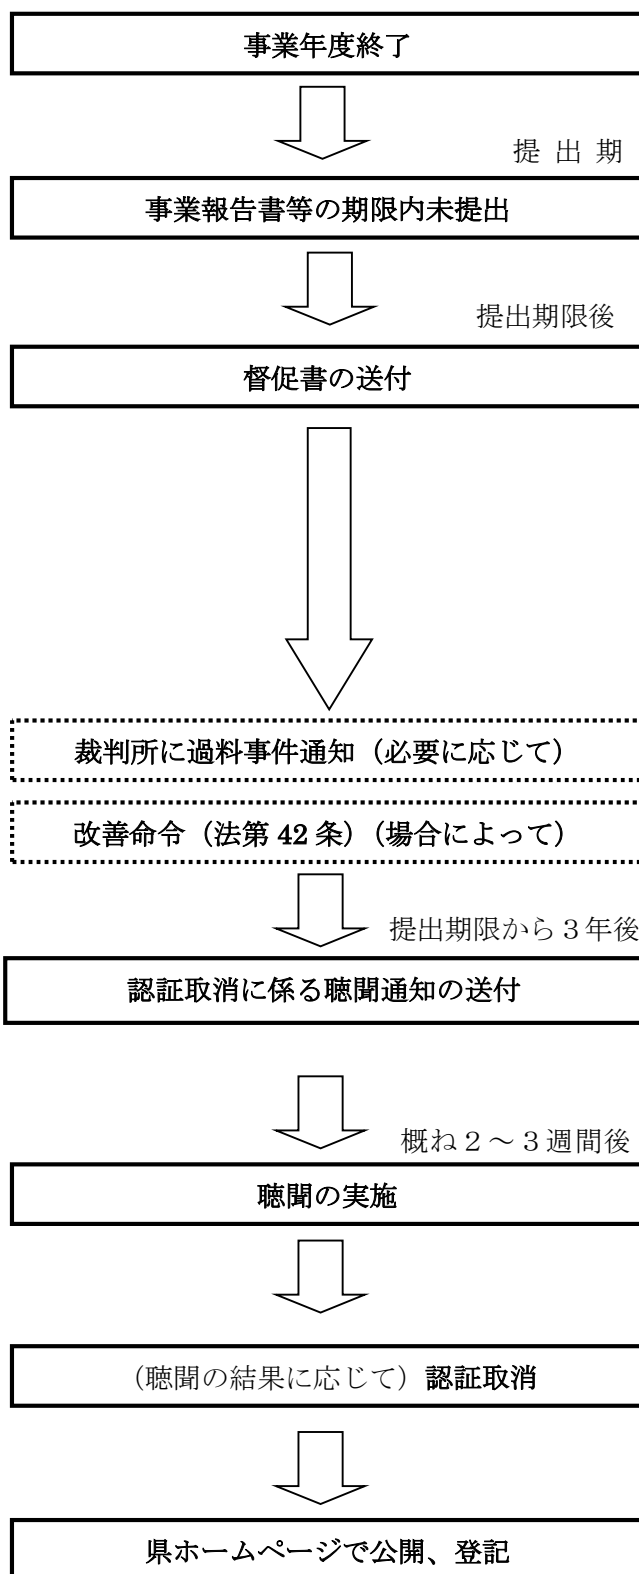 事業年度終了
提 出 期
事業報告書等の期限内未提出
提出期限後
督促書の送付
裁判所に過料事件通知（必要に応じて）
改善命令（法第 42 条）（場合によって）
提出期限から３年後
認証取消に係る聴聞通知の送付
概ね２～３週間後
聴聞の実施
（聴聞の結果に応じて）認証取消
県ホームページで公開、登記